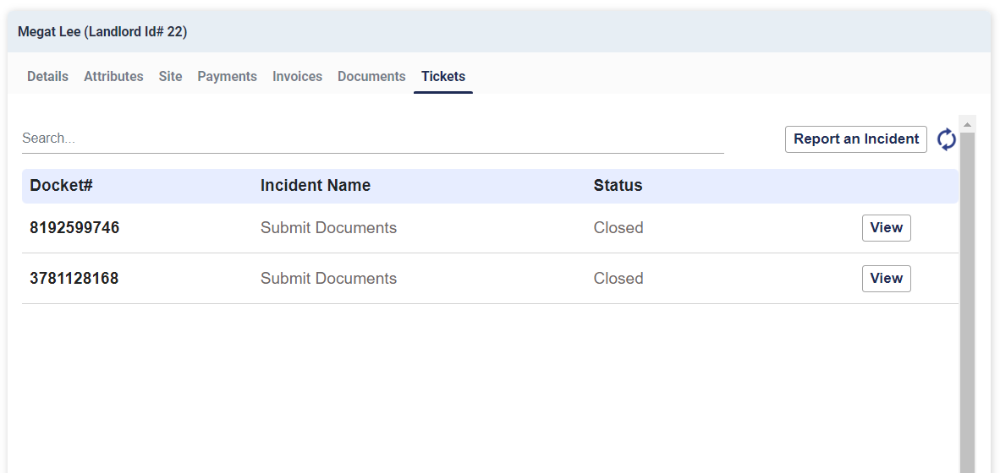 Megat Lee (Landlord Id# 22)
Details Attributes Site Payments Invoices Documents Tickets
Search... Report an Incident
Docket# Incident Name Status
8192599746 Submit Documents Closed View
3781128168 Submit Documents Closed View